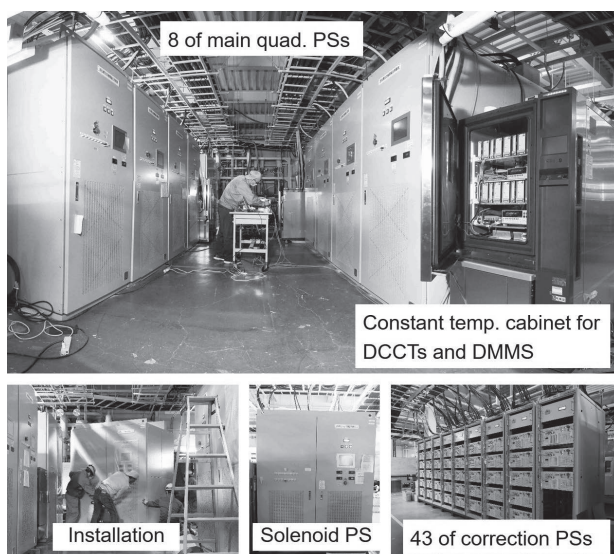 8 of main quad. PSs
Constant temp. cabinet for
DCCTs and DMMS
Installation
Solenoid PS
43 of correction PSs